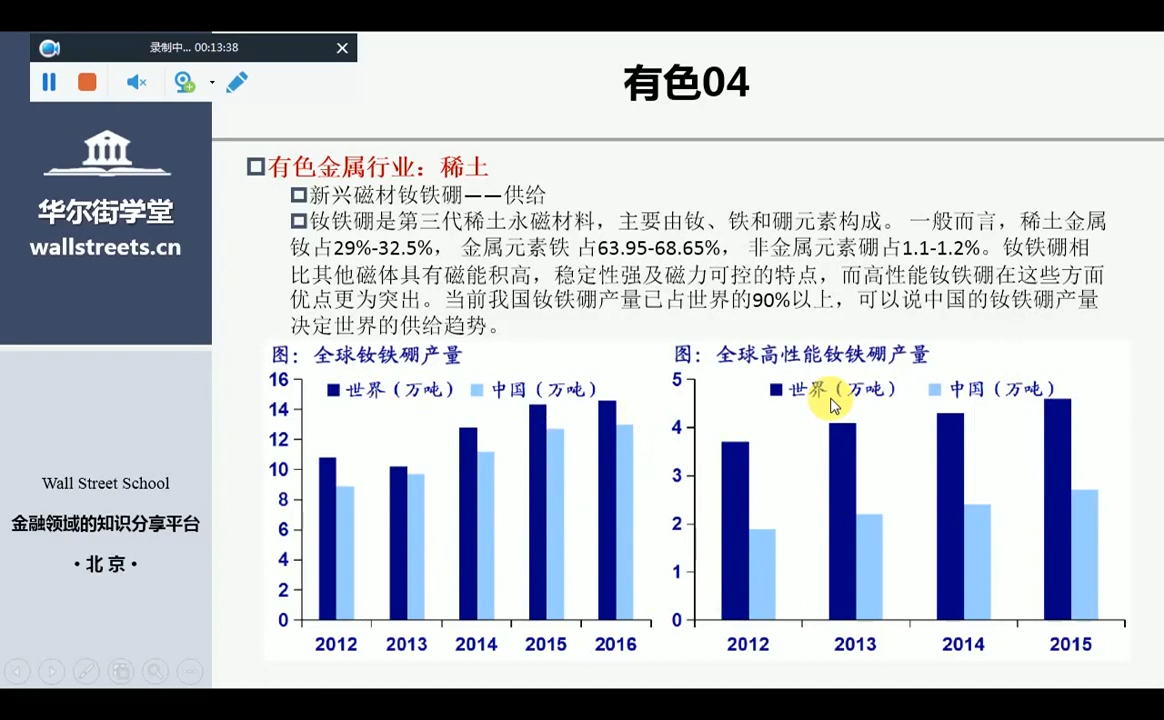 录制中... 00:13:38
有色04
华尔街学堂
wallstreets.cn
Wall Street School
金融领域的知识分享平台
·北京·
有色金属行业：稀土
新兴磁材钕铁硼——供给
钕铁硼是第三代稀土永磁材料，主要由钕、铁和硼元素构成。 一般而言，稀土金属
钕占29%-32.5%， 金属元素铁 占63.95-68.65%， 非金属元素硼占1.1-1.2%。钕铁硼相
比其他磁体具有磁能积高，稳定性强及磁力可控的特点，而高性能钕铁硼在这些方面
优点更为突出。当前我国钕铁硼产量已占世界的90%以上，可以说中国的钕铁硼产量
决定世界的供给趋势。
图：全球钕铁硼产量
世界（万吨） 中国（万吨）
16
14
12
10
8
6
4
2
0
2012 2013 2014 2015 2016
图：全球高性能钕铁硼产量
世界（万吨） 中国（万吨）
5
4
3
2
1
0
2012 2013 2014 2015